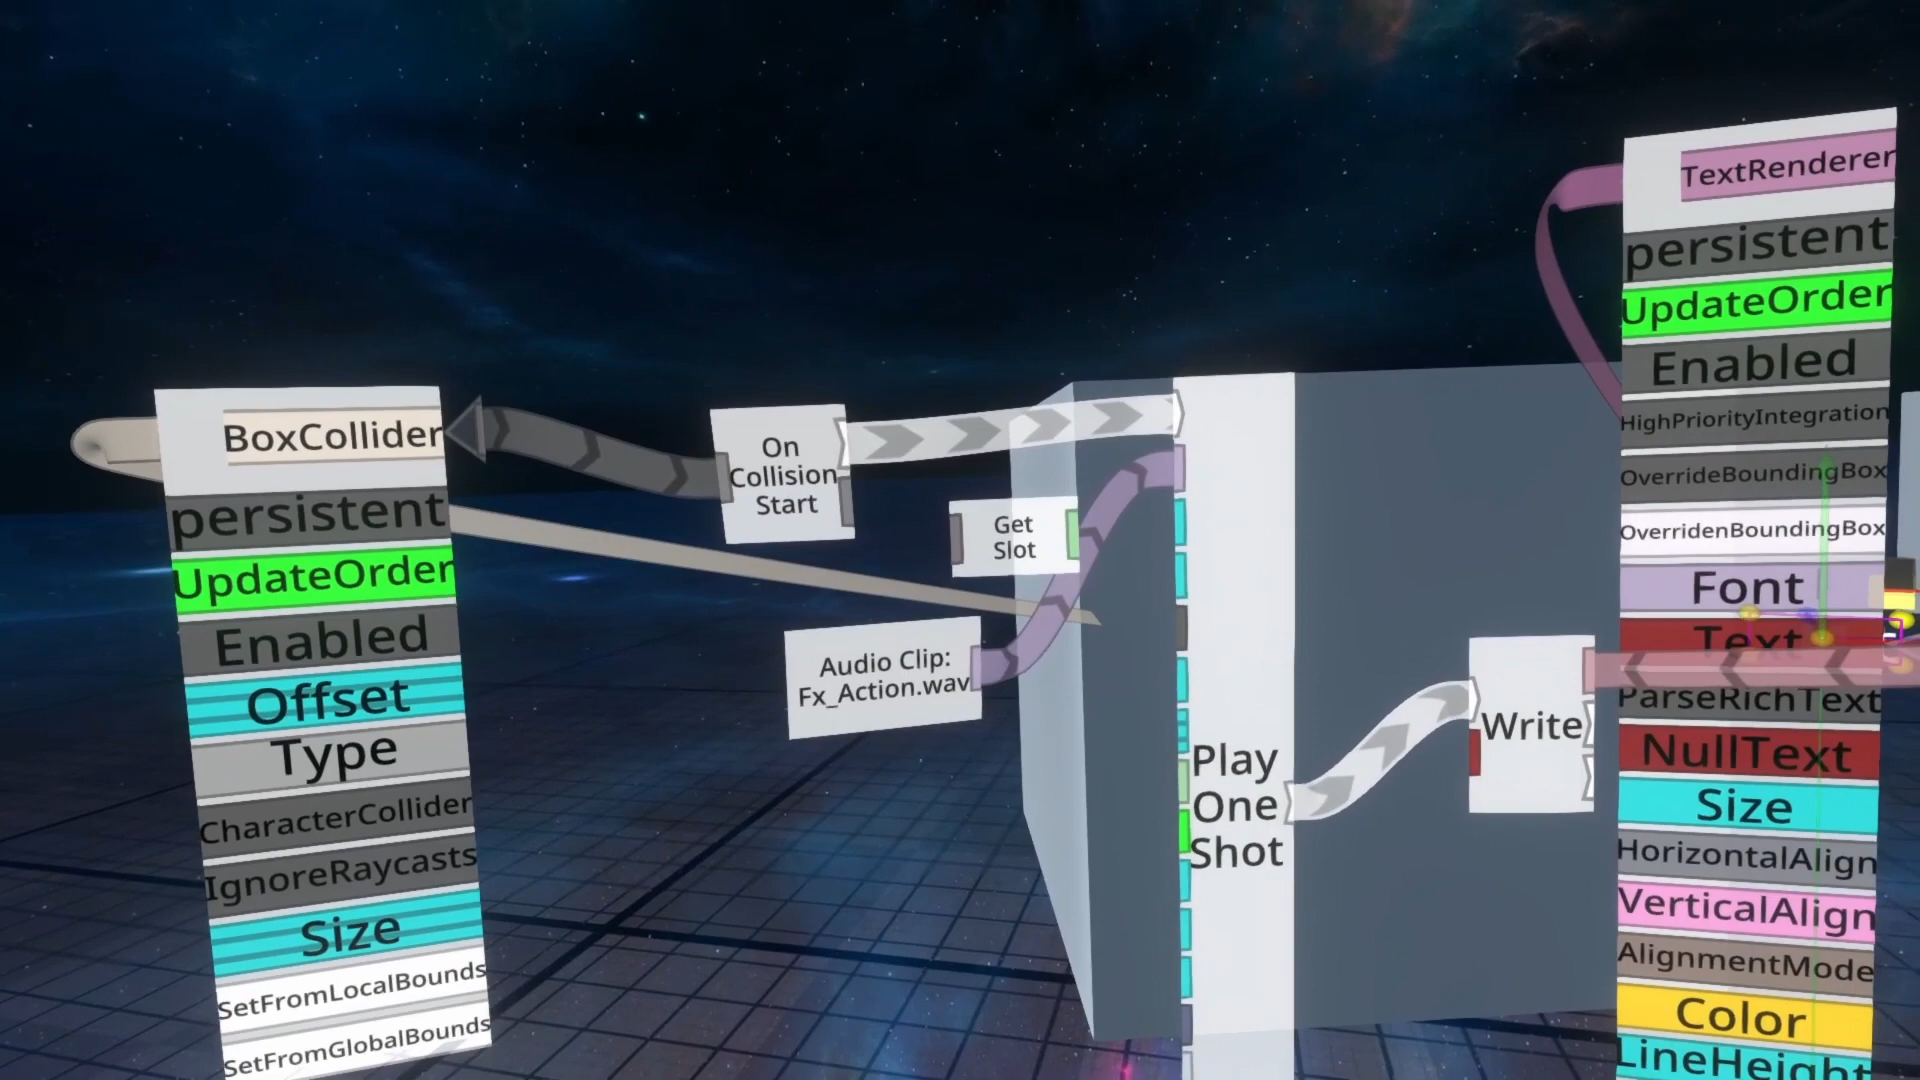 BoxCollider
persistent
UpdateOrder
Enabled
Offset
Type
CharacterCollider
IgnoreRaycasts
Size
SetFromLocalBounds
SetFromGlobalBounds
On
Collision
Start
Get
Slot
Audio Clip:
Fx_Action.wav
Play
One
Shot
Write
TextRenderer
persistent
UpdateOrder
Enabled
HighPriorityIntegration
OverrideBoundingBox
OverridenBoundingBox
Font
Text
ParseRichText
NullText
Size
HorizontalAlign
VerticalAlign
AlignmentMode
Color
LineHeight